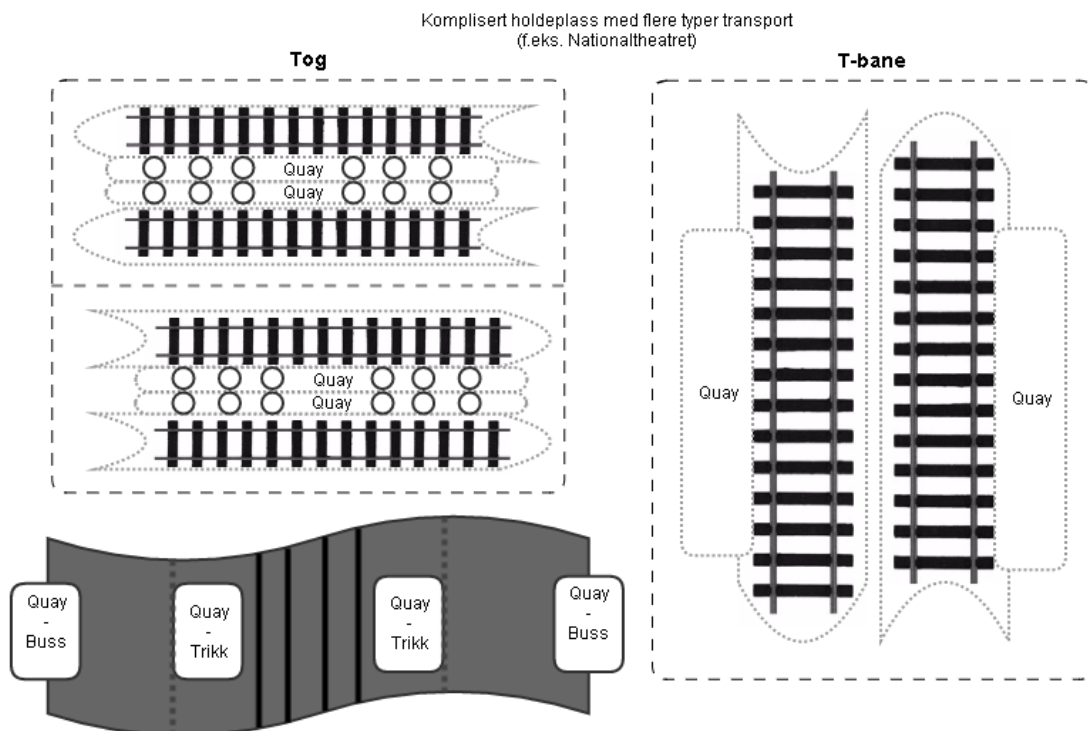 Komplisert holdeplass med flere typer transport
(f.eks. Nationaltheatret)
Tog
T-bane
Quay
Quay
Quay
Quay
Quay
Quay
Quay
-
Buss
Quay
-
Trikk
Quay
-
Trikk
Quay
-
Buss